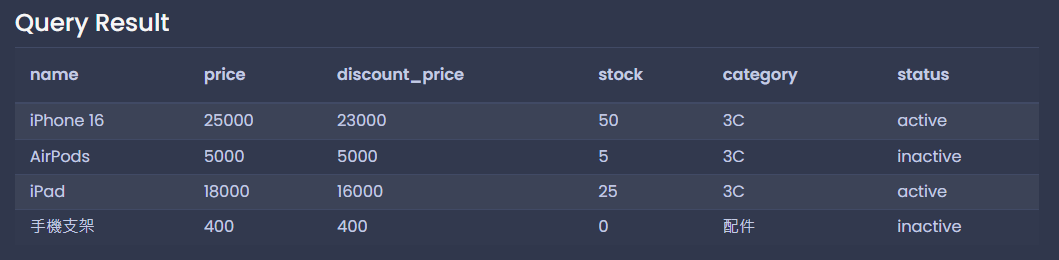 Query Result
name price discount_price stock category status
iPhone 16 25000 23000 50 3C active
AirPods 5000 5000 5 3C inactive
iPad 18000 16000 25 3C active
手機支架 400 400 0 配件 inactive